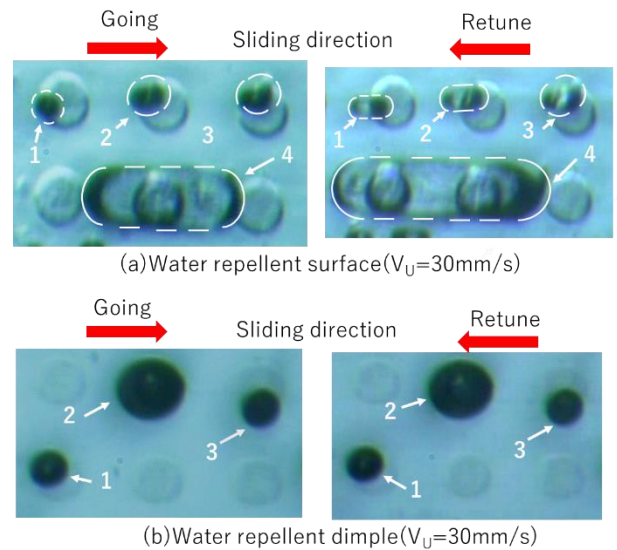 Going
Sliding direction
Retune
1
2
3
4
1
2
3
4
(a)Water repellent surface(VU=30mm/s)
Going
Sliding direction
Retune
2
3
1
2
3
1
(b)Water repellent dimple(VU=30mm/s)